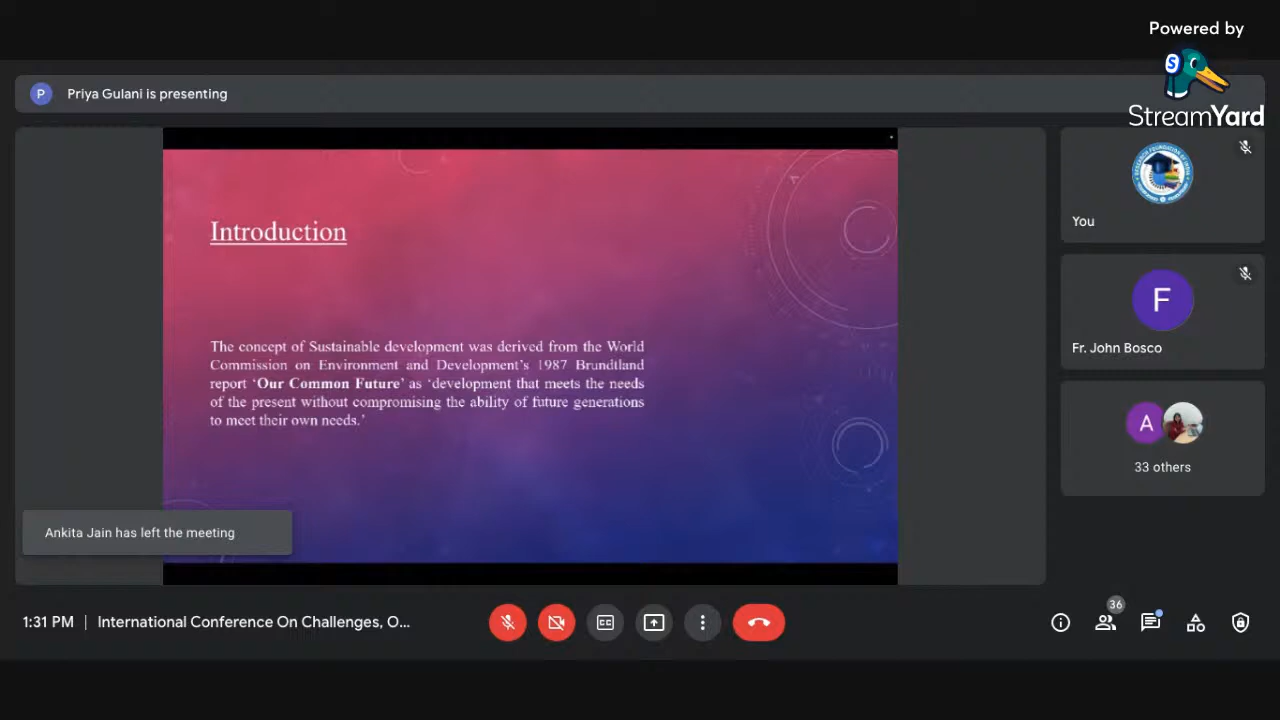 Powered by
StreamYard
P
Priya Gulani is presenting
Introduction
The concept of Sustainable development was derived from the World
Commission on Environment and Development's 1987 Brundtland
report 'Our Common Future' as 'development that meets the needs
of the present without compromising the ability of future generations
to meet their own needs.'
You
F
Fr. John Bosco
A
33 others
Ankita Jain has left the meeting
1:31 PM | International Conference On Challenges, O...
36